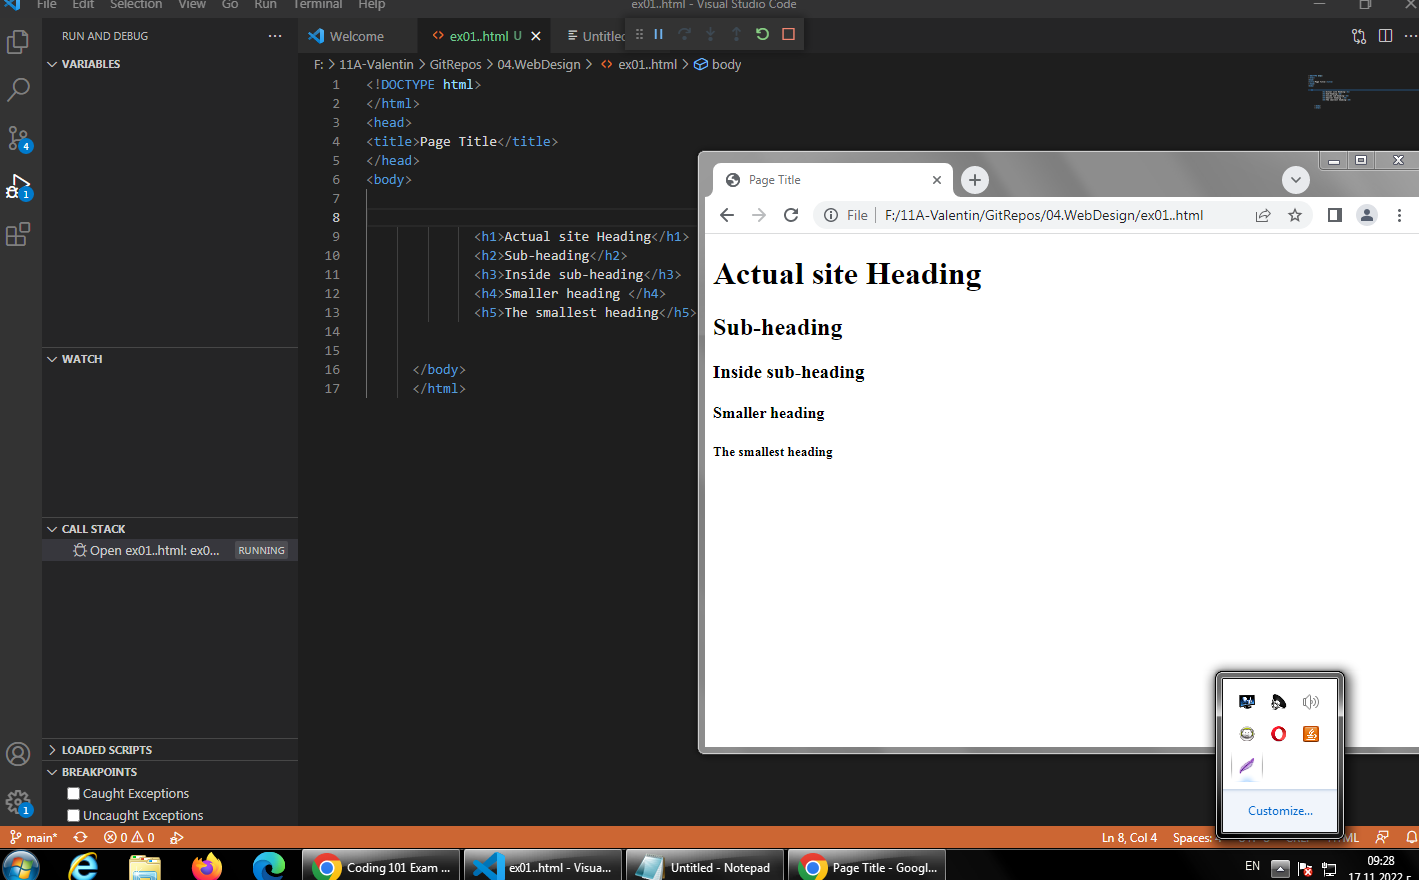 File Edit Selection View Go Run Terminal Help
ex01..html - Visual Studio Code
RUN AND DEBUG
VARIABLES
WATCH
CALL STACK
Open ex01..html: ex0... RUNNING
LOADED SCRIPTS
BREAKPOINTS
Caught Exceptions
Uncaught Exceptions
4
1
1
Welcome
ex01..html U
F: > 11A-Valentin > GitRepos > 04.WebDesign > ex01..html > body
1 <!DOCTYPE html>
2 </html>
3 <head>
4 <title>Page Title</title>
5 </head>
6 <body>
7
8
9 <h1>Actual site Heading</h1>
10 <h2>Sub-heading</h2>
11 <h3>Inside sub-heading</h3>
12 <h4>Smaller heading </h4>
13 <h5>The smallest heading</h5>
14
15
16 </body>
17 </html>
Page Title
File F:/11A-Valentin/GitRepos/04.WebDesign/ex01..html
Actual site Heading
Sub-heading
Inside sub-heading
Smaller heading
The smallest heading
Customize...
main* 0 0
Ln 8, Col 4 Spaces:
Coding 101 Exam ...
ex01..html - Visua...
Untitled - Notepad
Page Title - Googl...
EN
09:28
17.11.2022 г.